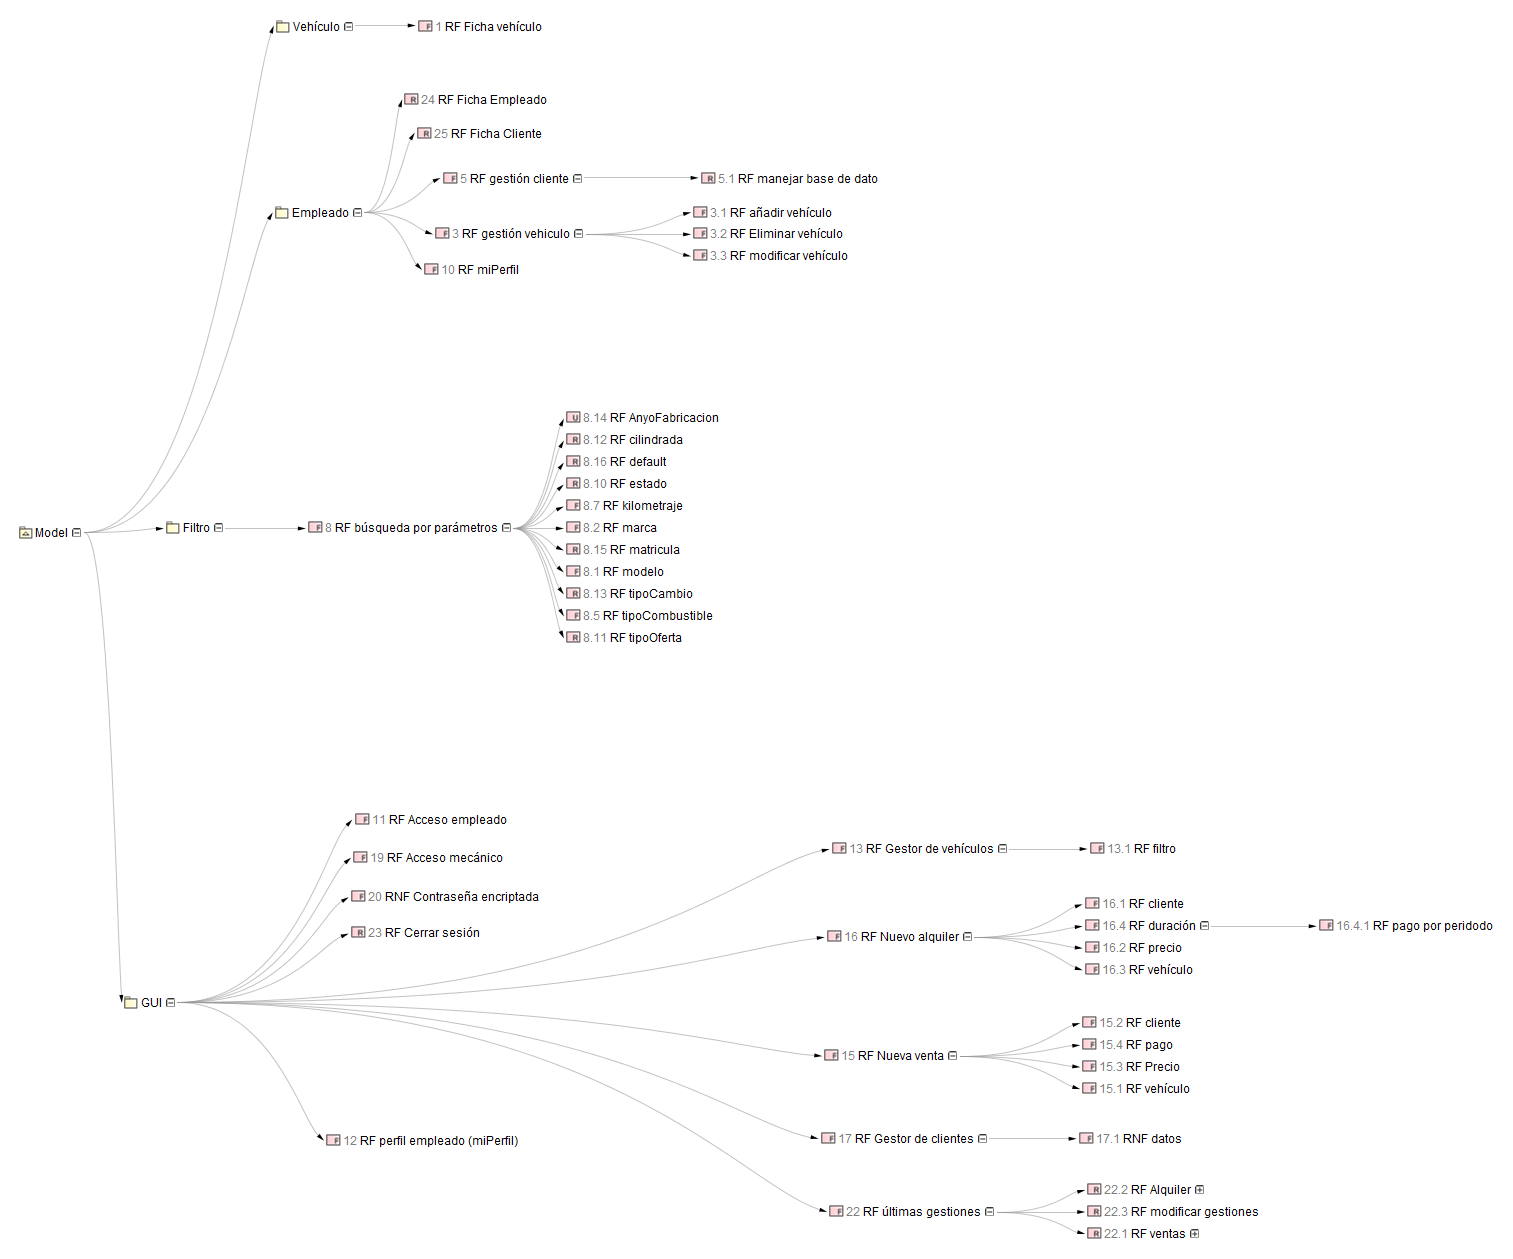 Vehículo
1 RF Ficha vehículo
24 RF Ficha Empleado
25 RF Ficha Cliente
5 RF gestión cliente
5.1 RF manejar base de dato
Empleado
3 RF gestión vehiculo
3.1 RF añadir vehículo
3.2 RF Eliminar vehículo
3.3 RF modificar vehículo
10 RF miPerfil
Model
Filtro
8 RF búsqueda por parámetros
8.14 RF AnyoFabricacion
8.12 RF cilindrada
8.16 RF default
8.10 RF estado
8.7 RF kilometraje
8.2 RF marca
8.15 RF matricula
8.1 RF modelo
8.13 RF tipoCambio
8.5 RF tipoCombustible
8.11 RF tipoOferta
GUI
11 RF Acceso empleado
19 RF Acceso mecánico
20 RNF Contraseña encriptada
23 RF Cerrar sesión
12 RF perfil empleado (miPerfil)
13 RF Gestor de vehículos
13.1 RF filtro
16 RF Nuevo alquiler
16.1 RF cliente
16.4 RF duración
16.4.1 RF pago por peridodo
16.2 RF precio
16.3 RF vehículo
15 RF Nueva venta
15.2 RF cliente
15.4 RF pago
15.3 RF Precio
15.1 RF vehículo
17 RF Gestor de clientes
17.1 RNF datos
22 RF últimas gestiones
22.2 RF Alquiler
22.3 RF modificar gestiones
22.1 RF ventas